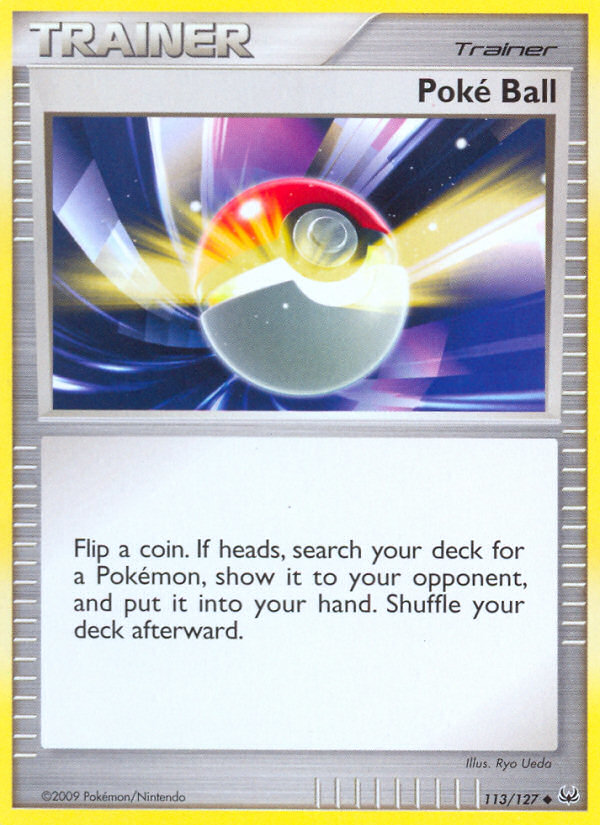 TRAINER
Trainer
Poké Ball
Flip a coin. If heads, search your deck for
a Pokémon, show it to your opponent,
and put it into your hand. Shuffle your
deck afterward.
Illus. Ryo Ueda
©2009 Pokémon/Nintendo
113/127